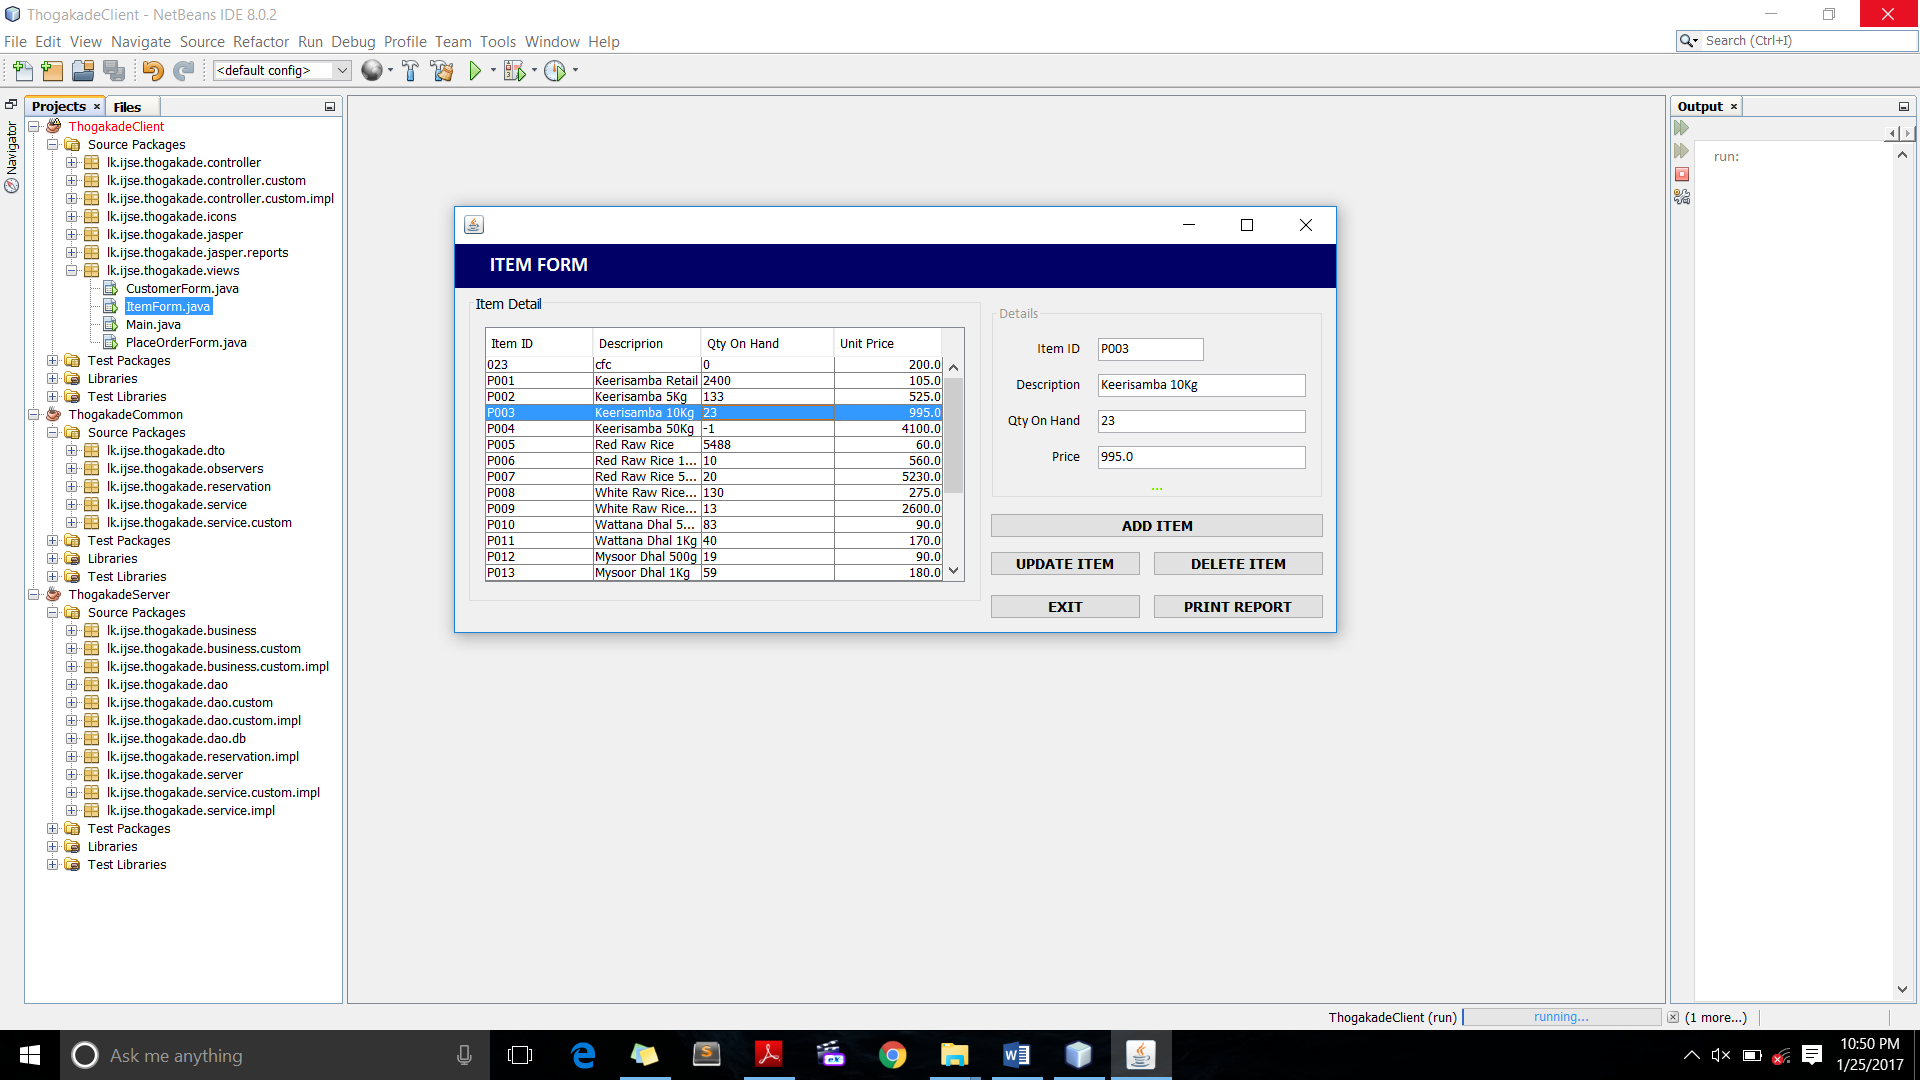 ThogakadeClient - NetBeans IDE 8.0.2
File Edit View Navigate Source Refactor Run Debug Profile Team Tools Window Help
Search (Ctrl+I)
<default config>
Projects
Files
Navigator
ThogakadeClient
Source Packages
lk.ijse.thogakade.controller
lk.ijse.thogakade.controller.custom
lk.ijse.thogakade.controller.custom.impl
lk.ijse.thogakade.icons
lk.ijse.thogakade.jasper
lk.ijse.thogakade.jasper.reports
lk.ijse.thogakade.views
CustomerForm.java
ItemForm.java
Main.java
PlaceOrderForm.java
Test Packages
Libraries
Test Libraries
ThogakadeCommon
Source Packages
lk.ijse.thogakade.dto
lk.ijse.thogakade.observers
lk.ijse.thogakade.reservation
lk.ijse.thogakade.service
lk.ijse.thogakade.service.custom
Test Packages
Libraries
Test Libraries
ThogakadeServer
Source Packages
lk.ijse.thogakade.business
lk.ijse.thogakade.business.custom
lk.ijse.thogakade.business.custom.impl
lk.ijse.thogakade.dao
lk.ijse.thogakade.dao.custom
lk.ijse.thogakade.dao.custom.impl
lk.ijse.thogakade.dao.db
lk.ijse.thogakade.reservation.impl
lk.ijse.thogakade.server
lk.ijse.thogakade.service.custom.impl
lk.ijse.thogakade.service.impl
Test Packages
Libraries
Test Libraries
ITEM FORM
Item Detail
Item ID Descriprion Qty On Hand Unit Price
023 cfc 0 200.0
P001 Keerisamba Retail 2400 105.0
P002 Keerisamba 5Kg 133 525.0
P003 Keerisamba 10Kg 23 995.0
P004 Keerisamba 50Kg -1 4100.0
P005 Red Raw Rice 5488 60.0
P006 Red Raw Rice 1... 10 560.0
P007 Red Raw Rice 5... 20 5230.0
P008 White Raw Rice... 130 275.0
P009 White Raw Rice... 13 2600.0
P010 Wattana Dhal 5... 83 90.0
P011 Wattana Dhal 1Kg 40 170.0
P012 Mysoor Dhal 500g 19 90.0
P013 Mysoor Dhal 1Kg 59 180.0
Details
Item ID P003
Description Keerisamba 10Kg
Qty On Hand 23
Price 995.0
...
ADD ITEM
UPDATE ITEM DELETE ITEM
EXIT PRINT REPORT
Output
run:
ThogakadeClient (run) running... (1 more...)
Ask me anything
10:50 PM
1/25/2017